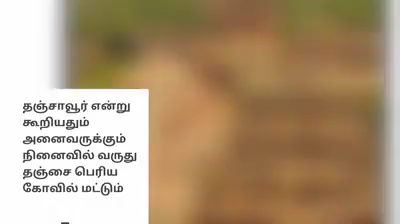 தஞ்சாவூர் என்று
கூறியதும்
அனைவருக்கும்
நினைவில் வருது
தஞ்சை பெரிய
கோவில் மட்டும்